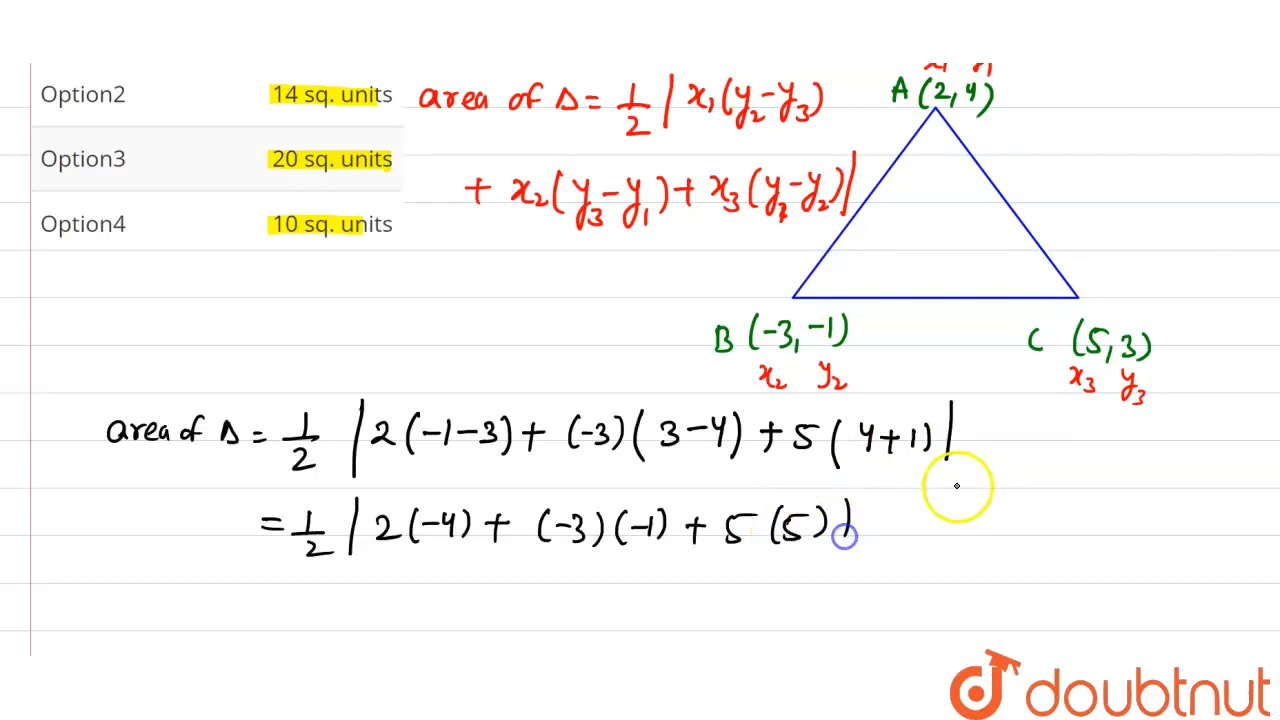 Option2 14 sq. units
Option3 20 sq. units
Option4 10 sq. units
area of Δ = 1/2 | x₁(y₂-y₃)
+ x₂(y₃-y₁) + x₃(y₁-y₂)|
A (2,4)
B (-3,-1)
x₂ y₂
C (5,3)
x₃ y₃
area of Δ = 1/2 | 2(-1-3) + (-3)(3-4) + 5(4+1)|
= 1/2 | 2(-4) + (-3)(-1) + 5(5)|
doubtnut